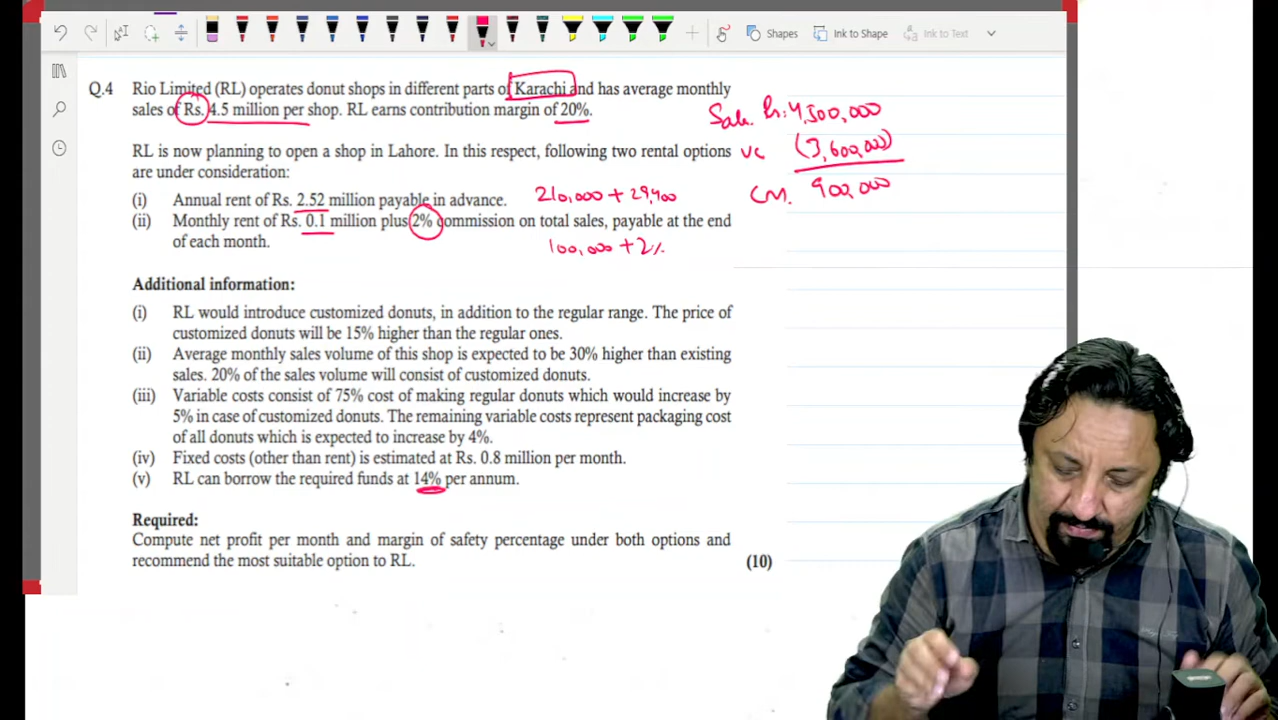 Shapes
Ink to Shape
Ink to Text
Q.4 Rio Limited (RL) operates donut shops in different parts of Karachi and has average monthly
sales of Rs. 4.5 million per shop. RL earns contribution margin of 20%.
Sale. Rs. 4,500,000
VC (3,600,000)
CM. 900,000
RL is now planning to open a shop in Lahore. In this respect, following two rental options
are under consideration:
(i) Annual rent of Rs. 2.52 million payable in advance. 210,000 + 29,400
(ii) Monthly rent of Rs. 0.1 million plus 2% commission on total sales, payable at the end
of each month. 100,000 + 2%
Additional information:
(i) RL would introduce customized donuts, in addition to the regular range. The price of
customized donuts will be 15% higher than the regular ones.
(ii) Average monthly sales volume of this shop is expected to be 30% higher than existing
sales. 20% of the sales volume will consist of customized donuts.
(iii) Variable costs consist of 75% cost of making regular donuts which would increase by
5% in case of customized donuts. The remaining variable costs represent packaging cost
of all donuts which is expected to increase by 4%.
(iv) Fixed costs (other than rent) is estimated at Rs. 0.8 million per month.
(v) RL can borrow the required funds at 14% per annum.
Required:
Compute net profit per month and margin of safety percentage under both options and
recommend the most suitable option to RL. (10)